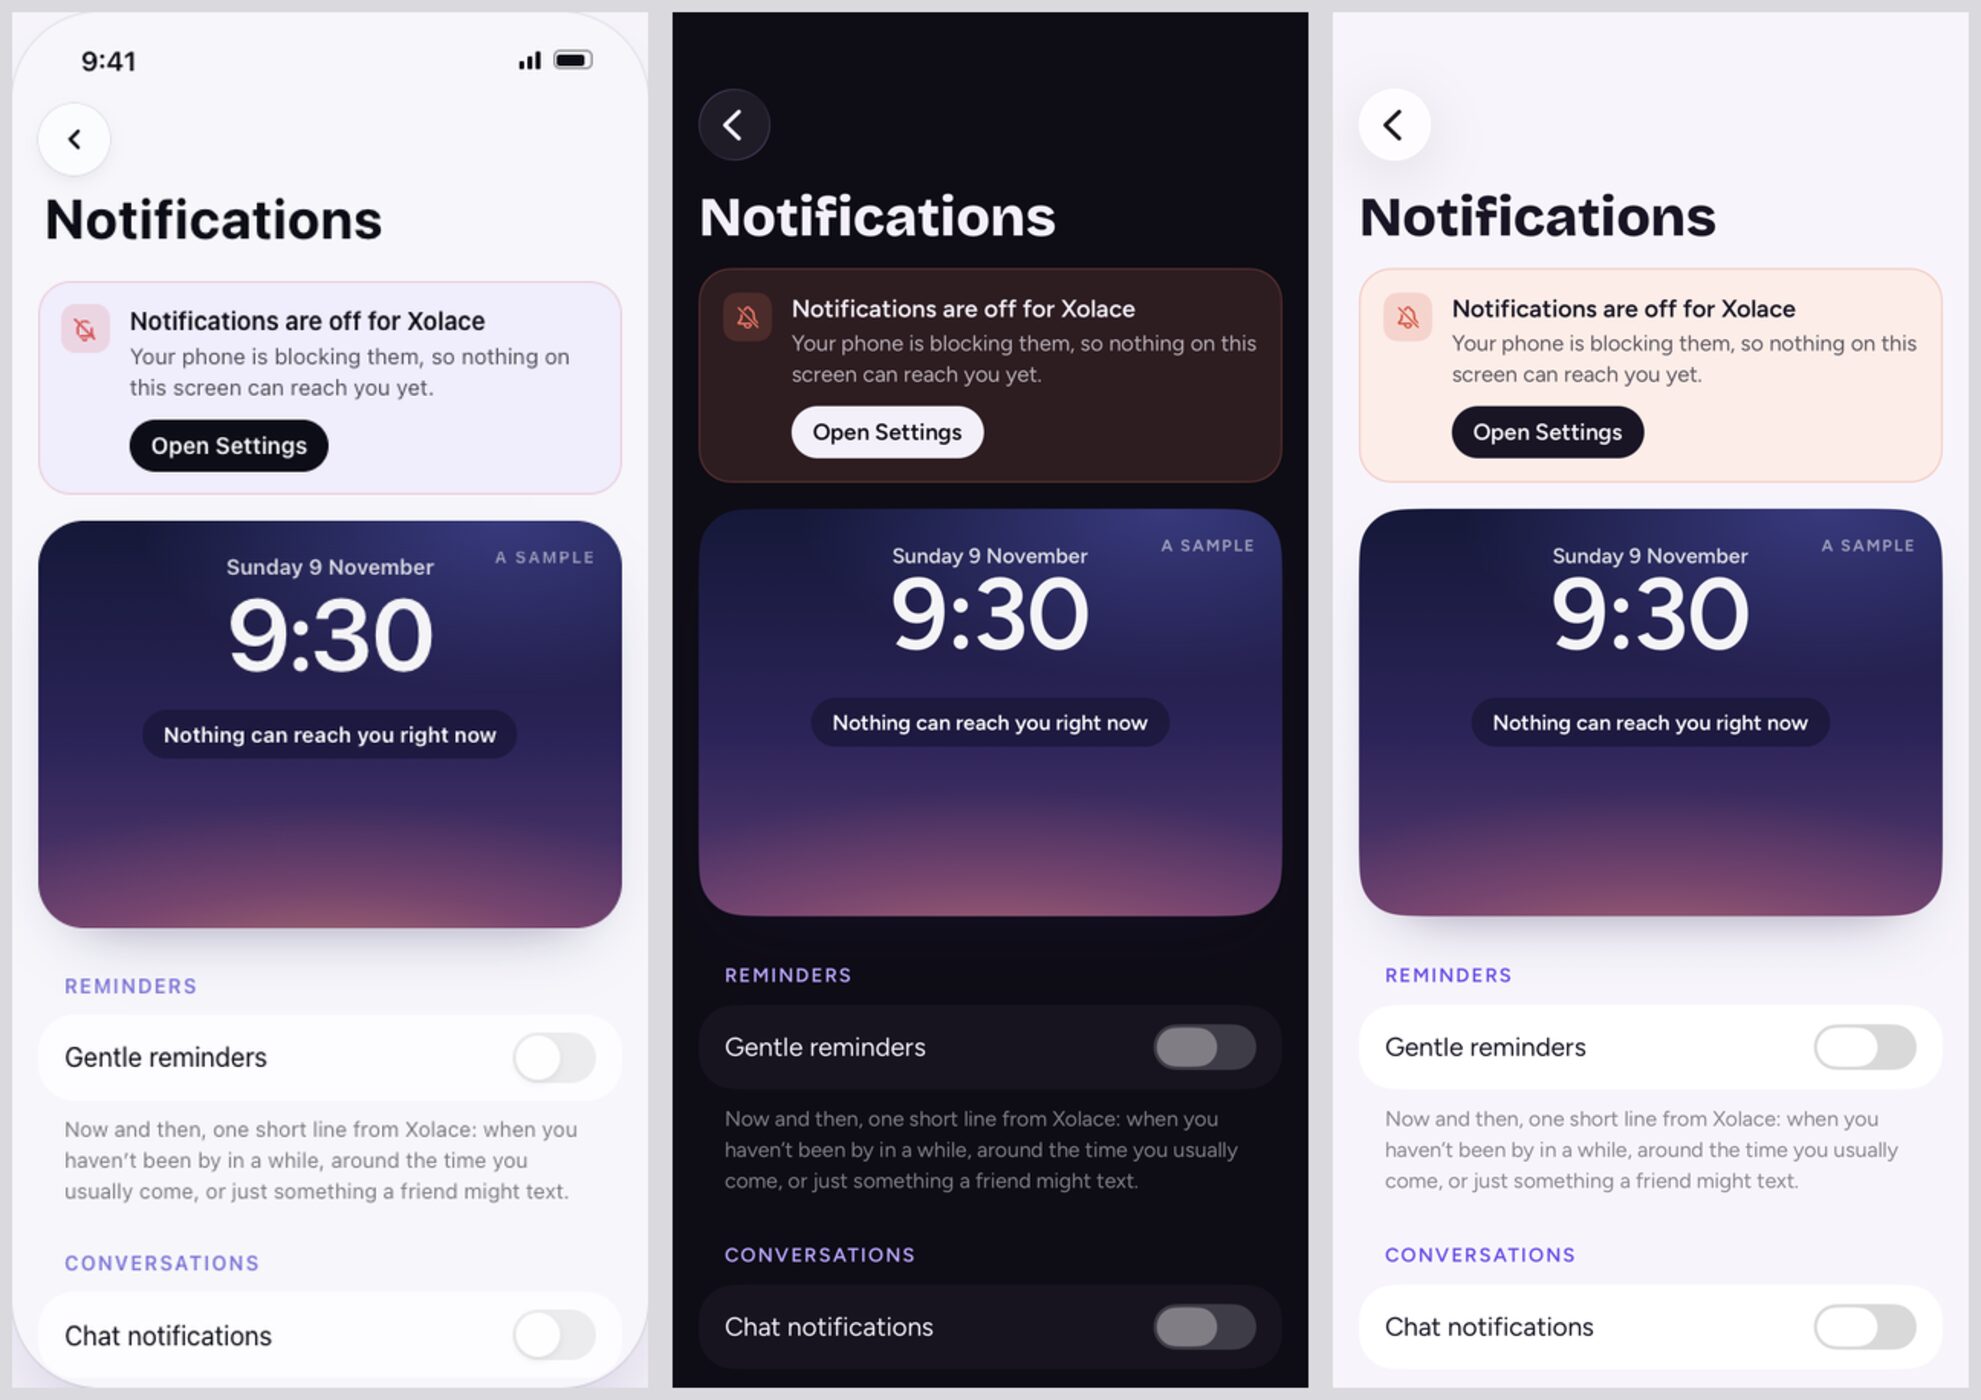 9:41
Notifications
Notifications are off for Xolace
Your phone is blocking them, so nothing on
this screen can reach you yet.
Open Settings
A SAMPLE
Sunday 9 November
9:30
Nothing can reach you right now
REMINDERS
Gentle reminders
Now and then, one short line from Xolace: when you
haven’t been by in a while, around the time you
usually come, or just something a friend might text.
CONVERSATIONS
Chat notifications
Notifications
Notifications are off for Xolace
Your phone is blocking them, so nothing on this
screen can reach you yet.
Open Settings
A SAMPLE
Sunday 9 November
9:30
Nothing can reach you right now
REMINDERS
Gentle reminders
Now and then, one short line from Xolace: when you
haven’t been by in a while, around the time you usually
come, or just something a friend might text.
CONVERSATIONS
Chat notifications
Notifications
Notifications are off for Xolace
Your phone is blocking them, so nothing on this
screen can reach you yet.
Open Settings
A SAMPLE
Sunday 9 November
9:30
Nothing can reach you right now
REMINDERS
Gentle reminders
Now and then, one short line from Xolace: when you
haven’t been by in a while, around the time you usually
come, or just something a friend might text.
CONVERSATIONS
Chat notifications